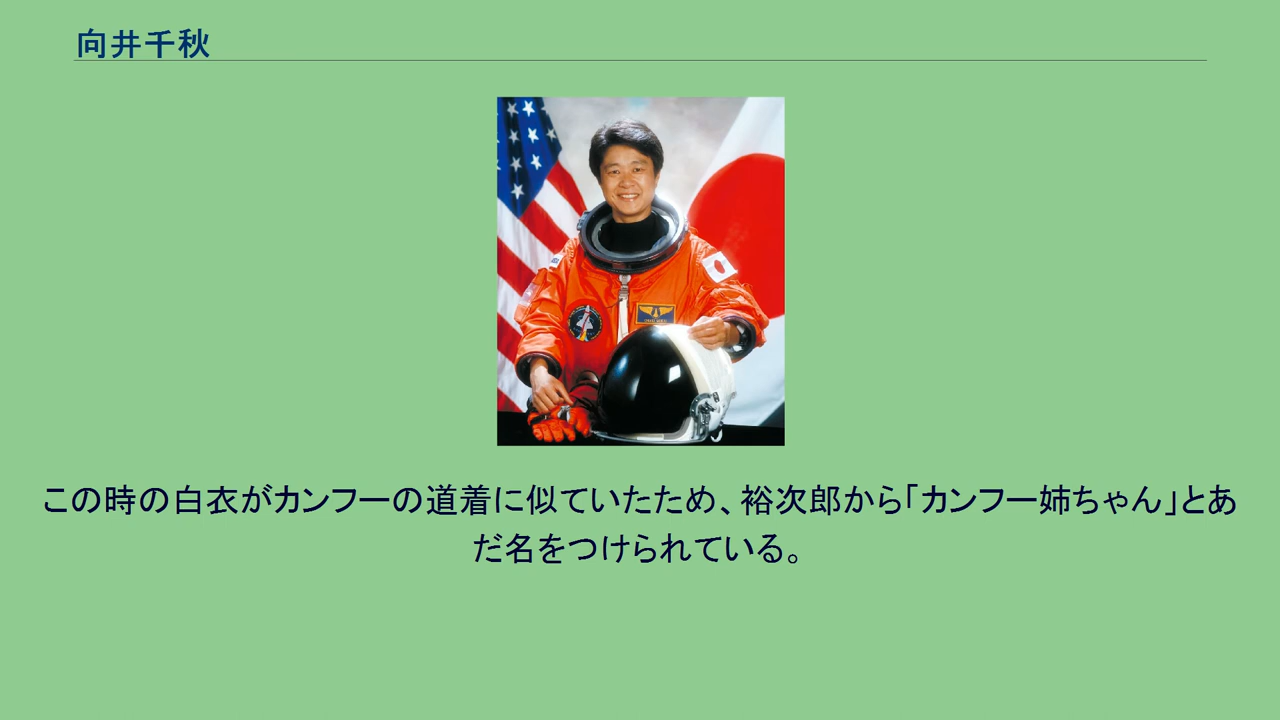 向井千秋
この時の白衣がカンフーの道着に似ていたため、裕次郎から「カンフー姉ちゃん」とあ
だ名をつけられている。